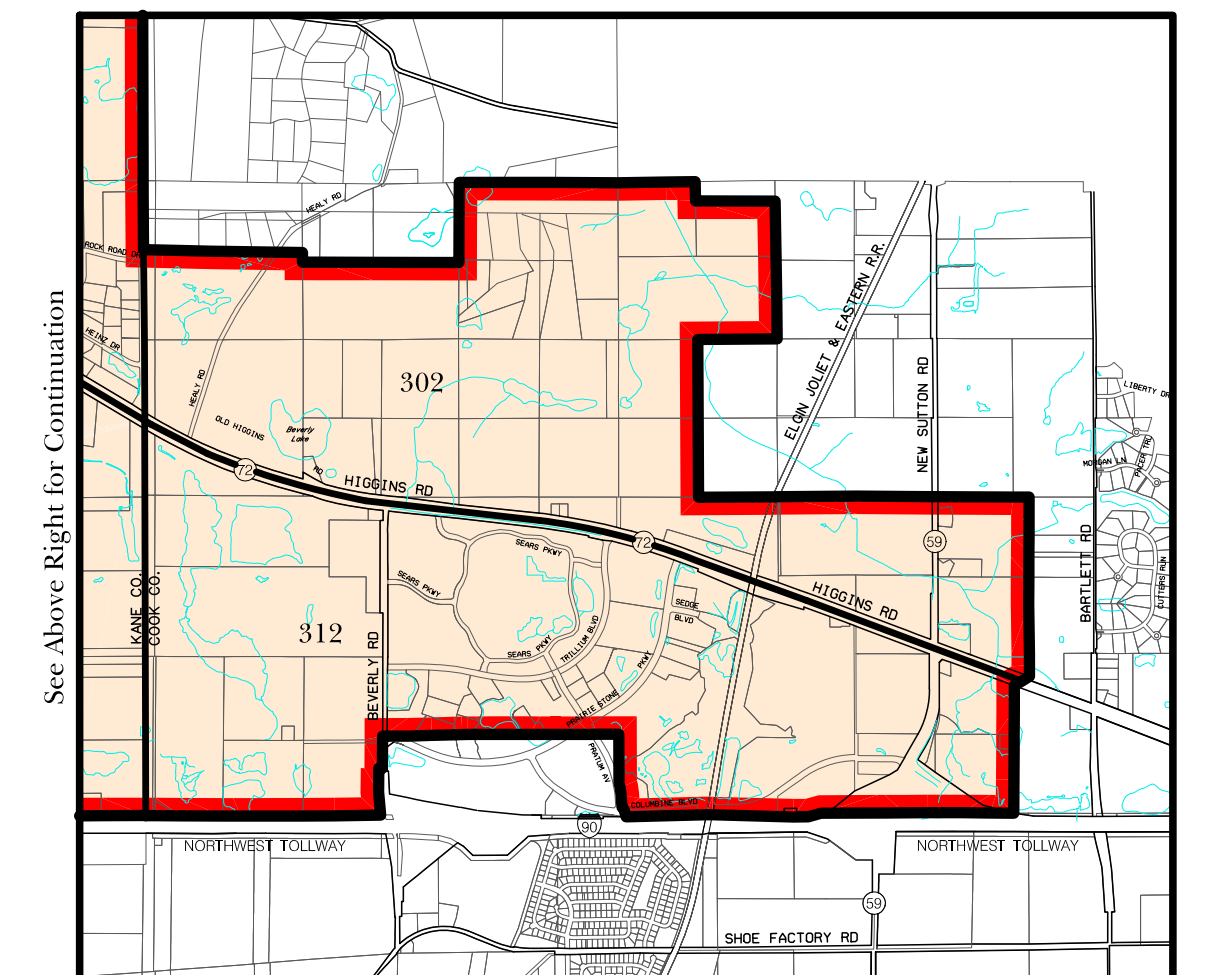 See Above Right for Continuation
HEALY RD
ROCK ROAD DR
HEINZ DR
HEALY RD
302
OLD HIGGINS
RD
Beverly
Lake
72
HIGGINS RD
ELGIN JOLIET & EASTERN R.R.
NEW SUTTON RD
LIBERTY DR
PACER TRL
MORGAN LN
BARTLETT RD
CUTTERS RUN
72
59
HIGGINS RD
SEARS PKWY
SEARS PKWY
SEARS PKWY
TRILLIUM BLVD
SEDGE
BLVD
PRAIRIE STONE
PKWY
KANE CO.
COOK CO.
312
BEVERLY RD
PRATUM AV
COLUMBINE BLVD
90
NORTHWEST TOLLWAY
NORTHWEST TOLLWAY
59
SHOE FACTORY RD